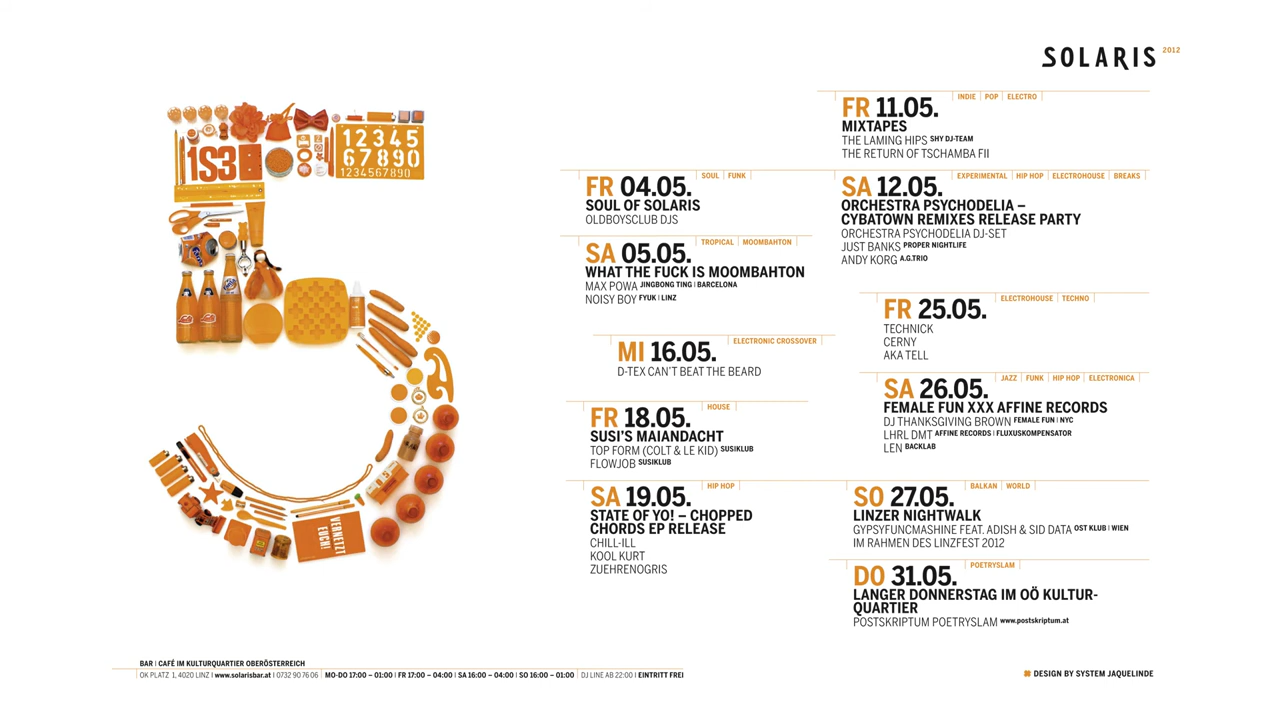 SOLARIS 2012
1S3
12345
67890
1234567890
VERNETZT
EUCH!
FR 04.05.
SOUL | FUNK
SOUL OF SOLARIS
OLDBOYSCLUB DJS
SA 05.05.
TROPICAL | MOOMBAHTON
WHAT THE FUCK IS MOOMBAHTON
MAX POWA JINGBONG TING | BARCELONA
NOISY BOY FYUK | LINZ
MI 16.05.
ELECTRONIC CROSSOVER
D-TEX CAN'T BEAT THE BEARD
FR 18.05.
HOUSE
SUSI'S MAIANDACHT
TOP FORM (COLT & LE KID) SUSIKLUB
FLOWJOB SUSIKLUB
SA 19.05.
HIP HOP
STATE OF YO! – CHOPPED
CHORDS EP RELEASE
CHILL-ILL
KOOL KURT
ZUEHRENOGRIS
FR 11.05.
INDIE | POP | ELECTRO
MIXTAPES
THE LAMING HIPS SHY DJ-TEAM
THE RETURN OF TSCHAMBA FII
SA 12.05.
EXPERIMENTAL | HIP HOP | ELECTROHOUSE | BREAKS
ORCHESTRA PSYCHODELIA –
CYBATOWN REMIXES RELEASE PARTY
ORCHESTRA PSYCHODELIA DJ-SET
JUST BANKS PROPER NIGHTLIFE
ANDY KORG A.G.TRIO
FR 25.05.
ELECTROHOUSE | TECHNO
TECHNICK
CERNY
AKA TELL
SA 26.05.
JAZZ | FUNK | HIP HOP | ELECTRONICA
FEMALE FUN XXX AFFINE RECORDS
DJ THANKSGIVING BROWN FEMALE FUN | NYC
LHRL DMT AFFINE RECORDS | FLUXUSKOMPENSATOR
LEN BACKLAB
SO 27.05.
BALKAN | WORLD
LINZER NIGHTWALK
GYPSYFUNCMASHINE FEAT. ADISH & SID DATA OST KLUB | WIEN
IM RAHMEN DES LINZFEST 2012
DO 31.05.
POETRYSLAM
LANGER DONNERSTAG IM OÖ KULTUR-
QUARTIER
POSTSKRIPTUM POETRYSLAM www.postskriptum.at
BAR | CAFÉ IM KULTURQUARTIER OBERÖSTERREICH
OK PLATZ 1, 4020 LINZ | www.solarisbar.at | 0732 90 76 06 | MO-DO 17:00 – 01:00 | FR 17:00 – 04:00 | SA 16:00 – 04:00 | SO 16:00 – 01:00 | DJ LINE AB 22:00 | EINTRITT FREI
DESIGN BY SYSTEM JAQUELINDE